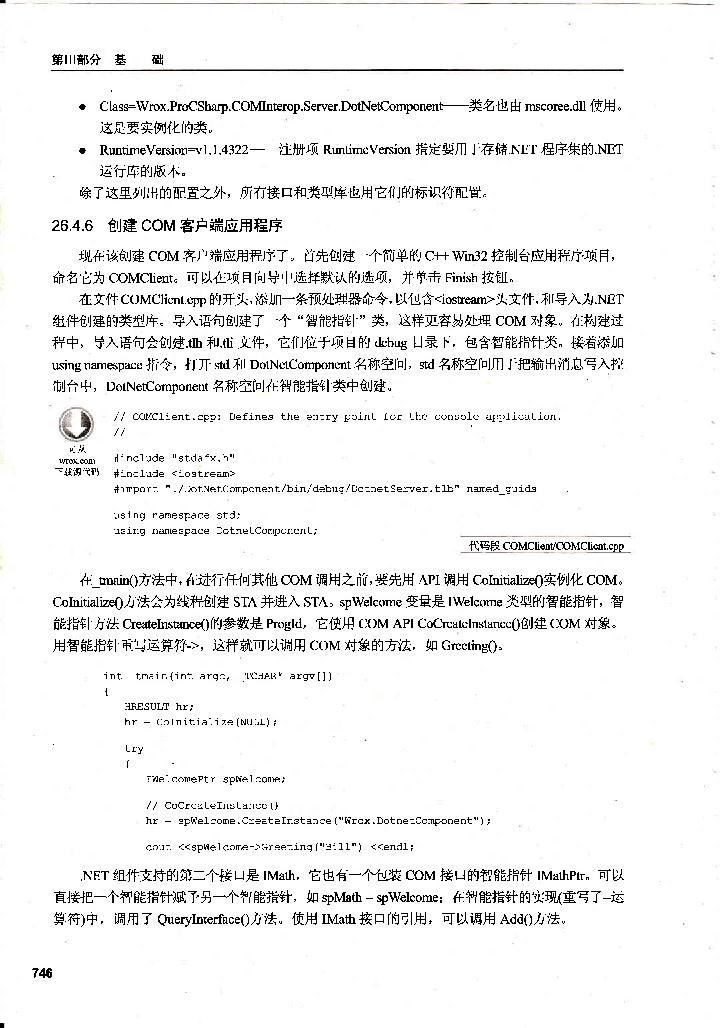 第III部分 基 础
● Class=Wrox.ProCSharp.COMInterop.Server.DotNetComponent——类名也由 mscoree.dll 使用。
这是要实例化的类。
● RuntimeVersion=v1.1.4322—— 注册项 RuntimeVersion 指定要用于存储.NET 程序集的.NET
运行库的版本。
除了这里列出的配置之外，所有接口和类型库也用它们的标识符配置。
26.4.6 创建 COM 客户端应用程序
现在该创建 COM 客户端应用程序了。首先创建一个简单的 C++ Win32 控制台应用程序项目，
命名它为 COMClient。可以在项目向导中选择默认的选项，并单击 Finish 按钮。
在文件 COMClient.cpp 的开头，添加一条预处理器命令，以包含<iostream>头文件，和导入为.NET
组件创建的类型库。导入语句创建了一个“智能指针”类，这样更容易处理 COM 对象。在构建过
程中，导入语句会创建.tlh 和.tli 文件，它们位于项目的 debug 目录下，包含智能指针类。接着添加
using namespace 指令，打开 std 和 DotNetComponent 名称空间，std 名称空间用于把输出消息写入控
制台中，DotNetComponent 名称空间在智能指针类中创建。
可从
wrox.com
下载源代码
// COMClient.cpp: Defines the entry point for the console application.
//
#include "stdafx.h"
#include <iostream>
#import "./DotNetComponent/bin/debug/DotnetServer.tlb" named_guids
using namespace std;
using namespace DotnetComponent;
代码段 COMClient/COMClient.cpp
在_tmain()方法中，在进行任何其他 COM 调用之前，要先用 API 调用 CoInitialize()实例化 COM。
CoInitialize()方法会为线程创建 STA 并进入 STA。spWelcome 变量是 IWelcome 类型的智能指针，智
能指针方法 CreateInstance()的参数是 ProgId，它使用 COM API CoCreateInstance()创建 COM 对象。
用智能指针重写运算符->，这样就可以调用 COM 对象的方法，如 Greeting()。
int _tmain(int argc, _TCHAR* argv[])
{
HRESULT hr;
hr = CoInitialize(NULL);
try
{
IWelcomePtr spWelcome;
// CoCreateInstance()
hr = spWelcome.CreateInstance("Wrox.DotnetComponent");
cout <<spWelcome->Greeting("Bill") <<endl;
.NET 组件支持的第二个接口是 IMath，它也有一个包装 COM 接口的智能指针 IMathPtr。可以
直接把一个智能指针赋予另一个智能指针，如 spMath = spWelcome；在智能指针的实现(重写了=运
算符)中，调用了 QueryInterface()方法。使用 IMath 接口的引用，可以调用 Add()方法。
746